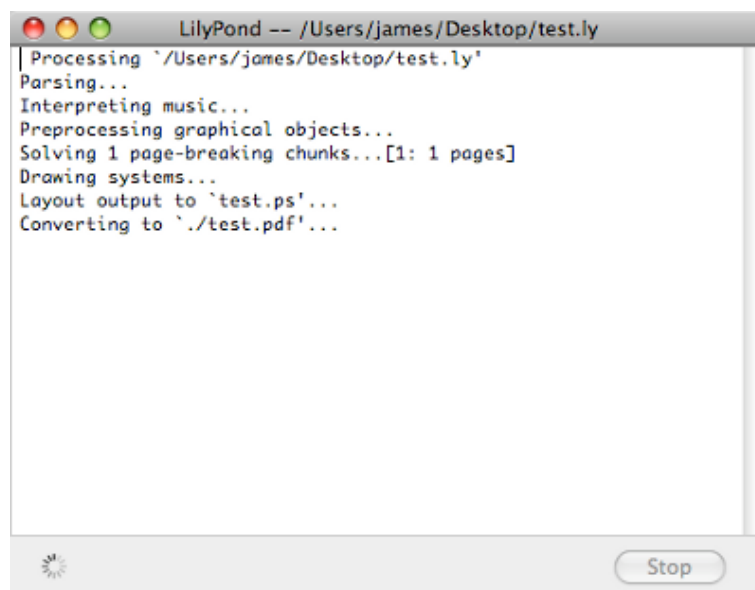 LilyPond -- /Users/james/Desktop/test.ly
Processing `/Users/james/Desktop/test.ly'
Parsing...
Interpreting music...
Preprocessing graphical objects...
Solving 1 page-breaking chunks...[1: 1 pages]
Drawing systems...
Layout output to `test.ps'...
Converting to `./test.pdf'...
Stop